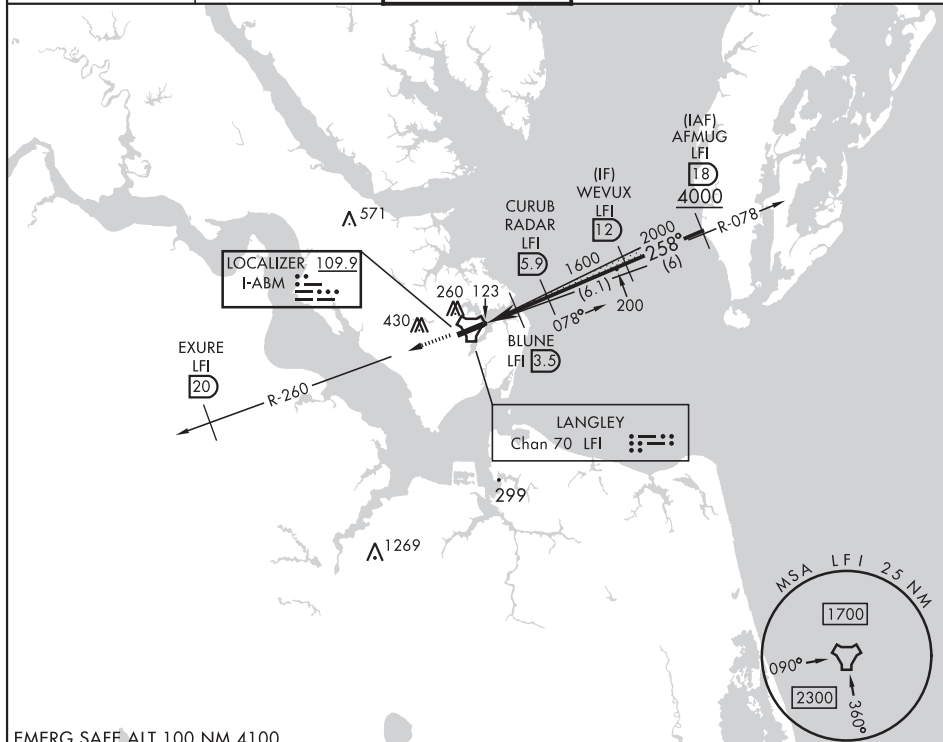 (IAF)
AFMUG
LFI
18
4000
R-078
(IF)
WEVUX
LFI
12
2000
258°
(6)
CURUB
RADAR
LFI
5.9
1600
(6.1)
200
078°
571
LOCALIZER 109.9
I-ABM
260
123
430
BLUNE
LFI 3.5
EXURE
LFI
20
R-260
LANGLEY
Chan 70 LFI
299
1269
MSA LFI 25 NM
1700
090°
2300
360°
EMERG SAFE ALT 100 NM 4100